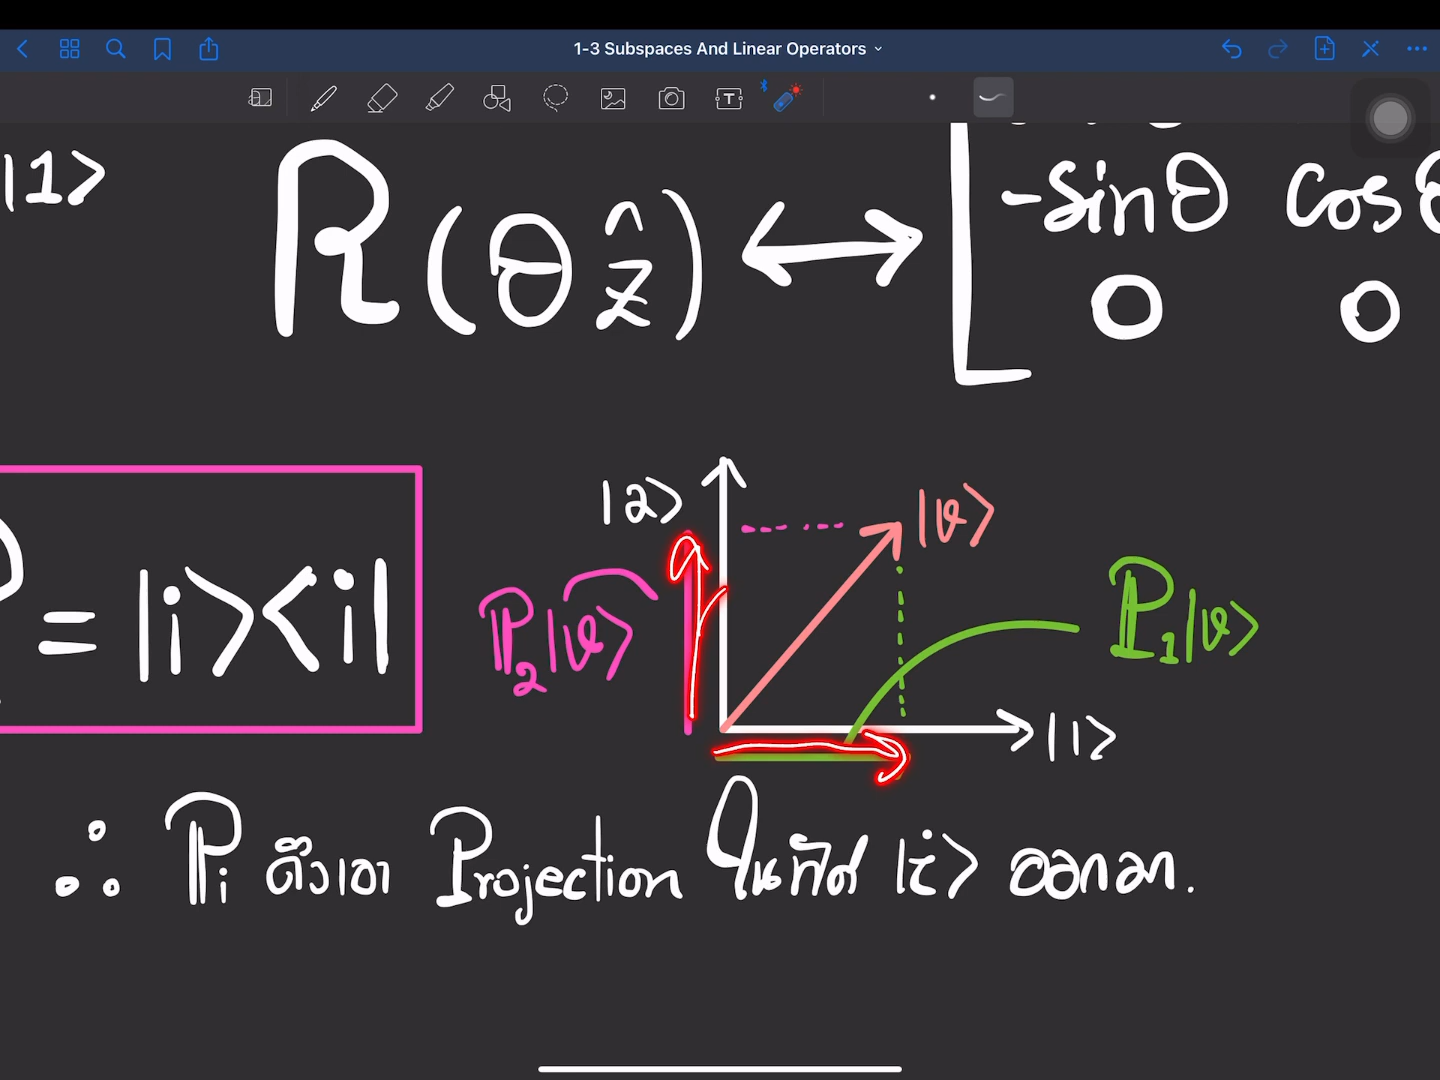 1-3 Subspaces And Linear Operators
|1>
R(θẑ) ↔ [
-sinθ cosθ
0 0
= |i><i|
|2>
|v>
ℙ₂|v>
ℙ₁|v>
|1>
∴ ℙᵢ ดึงเอา Projection ในทิศ |i> ออกมา.